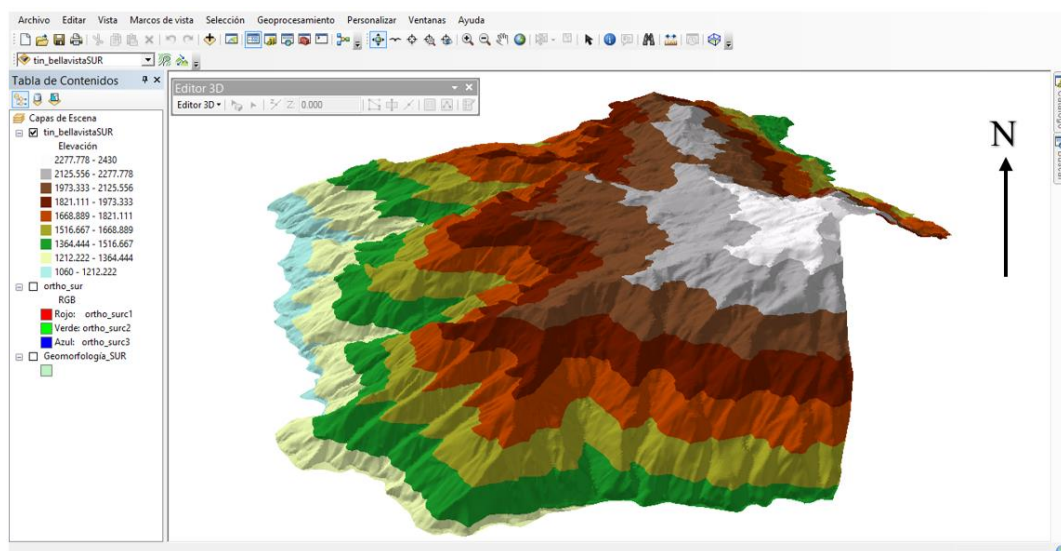 Archivo Editar Vista Marcos de vista Selección Geoprocesamiento Personalizar Ventanas Ayuda
tin_bellavistaSUR
Tabla de Contenidos
Editor 3D
Editor 3D Z: 0.000
Capas de Escena
tin_bellavistaSUR
Elevación
2277.778 - 2430
2125.556 - 2277.778
1973.333 - 2125.556
1821.111 - 1973.333
1668.889 - 1821.111
1516.667 - 1668.889
1364.444 - 1516.667
1212.222 - 1364.444
1060 - 1212.222
ortho_sur
RGB
Rojo: ortho_surc1
Verde: ortho_surc2
Azul: ortho_surc3
Geomorfología_SUR
N
Catálogo
Buscar